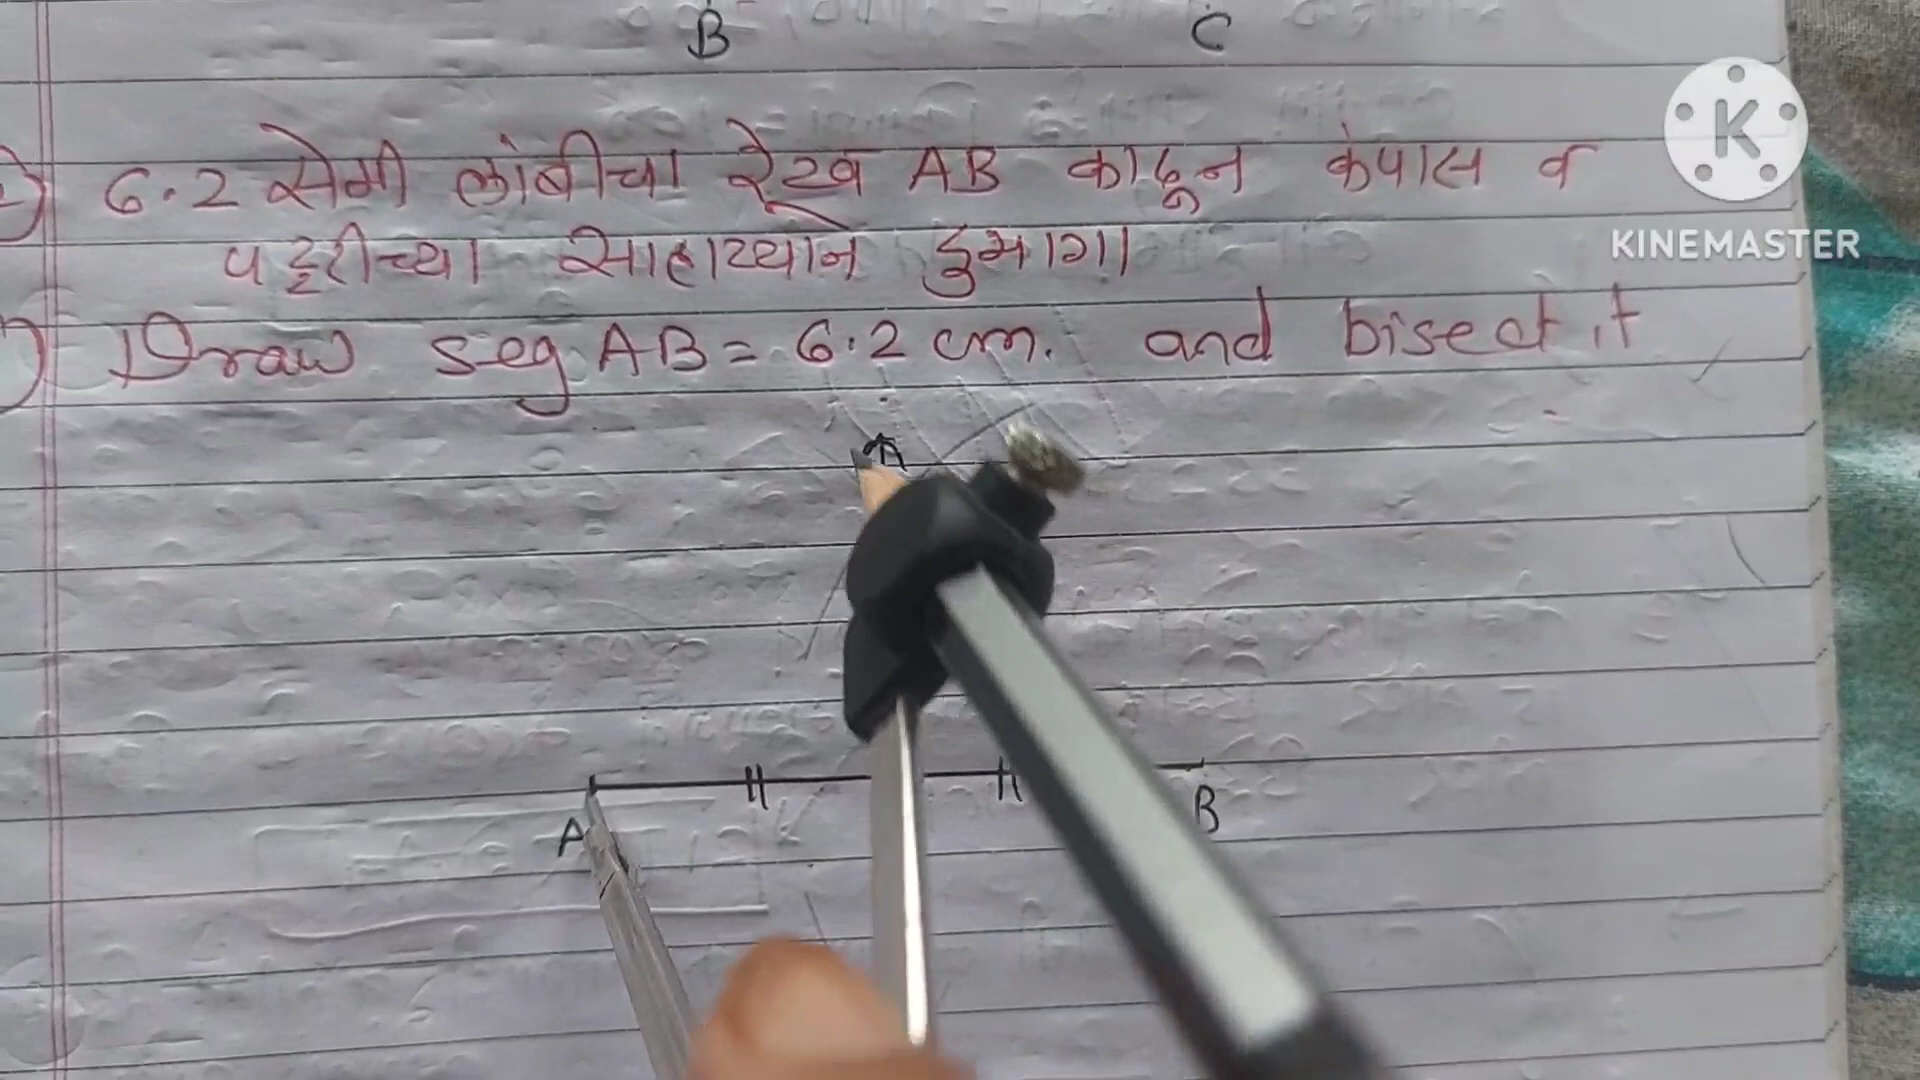 B C
6.2 सेमी लांबीचा रेख AB काढून कंपास व
पट्टीच्या साहाय्याने दुभागा
Draw seg AB = 6.2 cm. and bisect it
A B
K
KINEMASTER